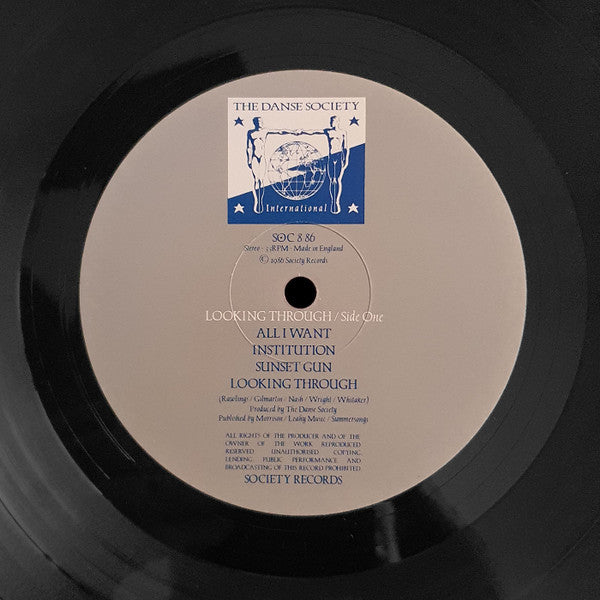 THE DANSE SOCIETY
International
SOC 8 86
Stereo · 33RPM · Made in England
Ⓒ 1986 Society Records
LOOKING THROUGH / Side One
ALL I WANT
INSTITUTION
SUNSET GUN
LOOKING THROUGH
(Rawlings / Gilmartin / Nash / Wright / Whitaker)
Produced by The Danse Society
Published by Morrison / Leahy Music / Summersongs
ALL RIGHTS OF THE PRODUCER AND OF THE
OWNER OF THE WORK REPRODUCED
RESERVED UNAUTHORISED COPYING
LENDING PUBLIC PERFORMANCE AND
BROADCASTING OF THIS RECORD PROHIBITED
SOCIETY RECORDS